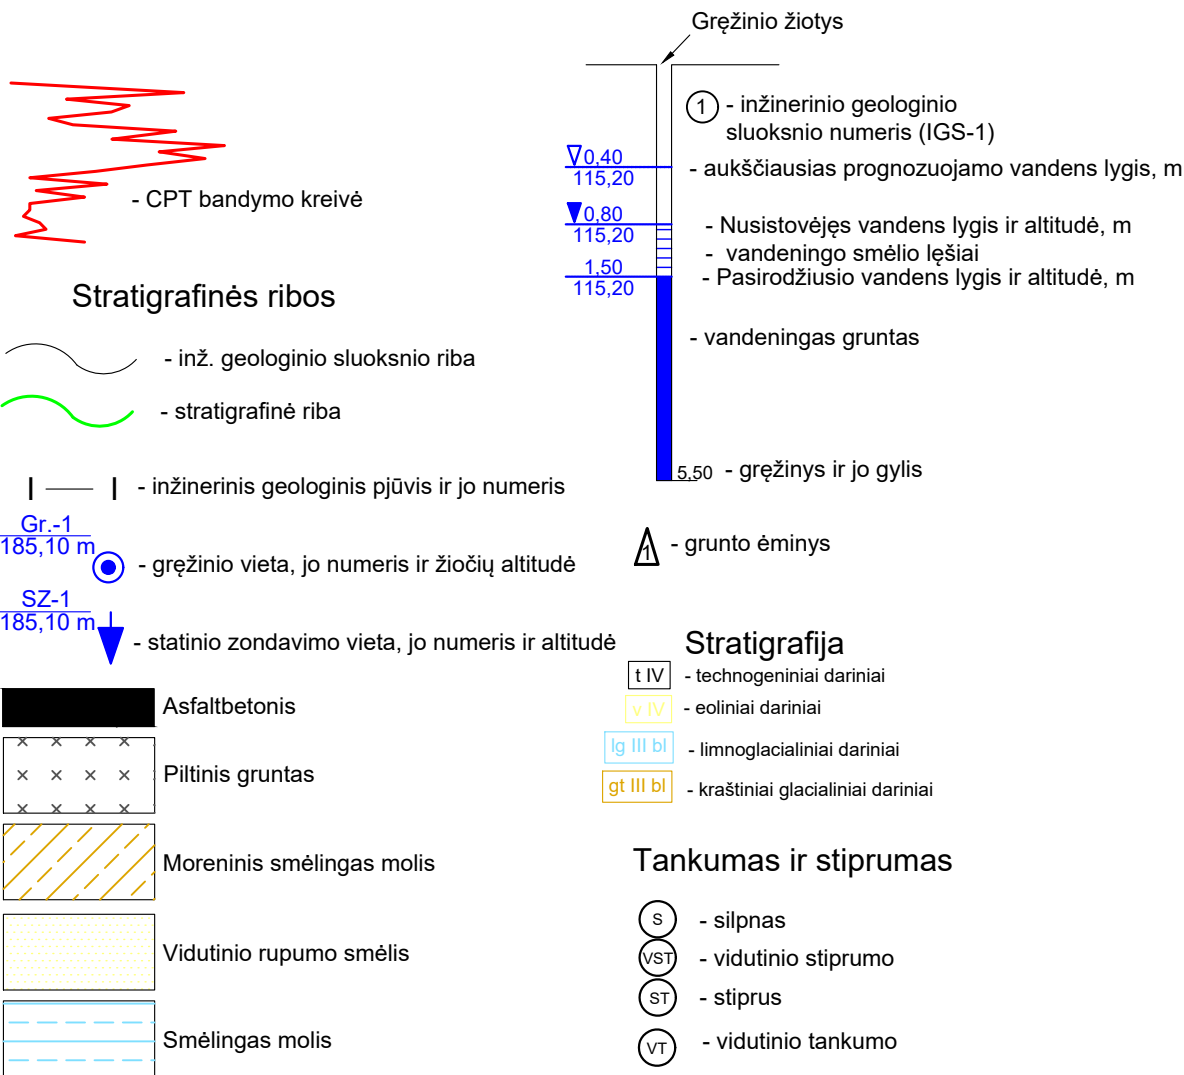 Gręžinio žiotys
1
- inžinerinio geologinio
sluoksnio numeris (IGS-1)
0,40
115,20
- aukščiausias prognozuojamo vandens lygis, m
0,80
115,20
- Nusistovėjęs vandens lygis ir altitudė, m
- vandeningo smėlio lęšiai
1,50
115,20
- Pasirodžiusio vandens lygis ir altitudė, m
- vandeningas gruntas
5,50
- gręžinys ir jo gylis
1
- grunto ėminys
- CPT bandymo kreivė
Stratigrafinės ribos
- inž. geologinio sluoksnio riba
- stratigrafinė riba
I
I
- inžinerinis geologinis pjūvis ir jo numeris
Gr.-1
185,10 m
- gręžinio vieta, jo numeris ir žiočių altitudė
SZ-1
185,10 m
- statinio zondavimo vieta, jo numeris ir altitudė
Asfaltbetonis
Piltinis gruntas
Moreninis smėlingas molis
Vidutinio rupumo smėlis
Smėlingas molis
Stratigrafija
t IV
- technogeniniai dariniai
v IV
- eoliniai dariniai
lg III bl
- limnoglacialiniai dariniai
gt III bl
- kraštiniai glacialiniai dariniai
Tankumas ir stiprumas
S
- silpnas
VST
- vidutinio stiprumo
ST
- stiprus
VT
- vidutinio tankumo